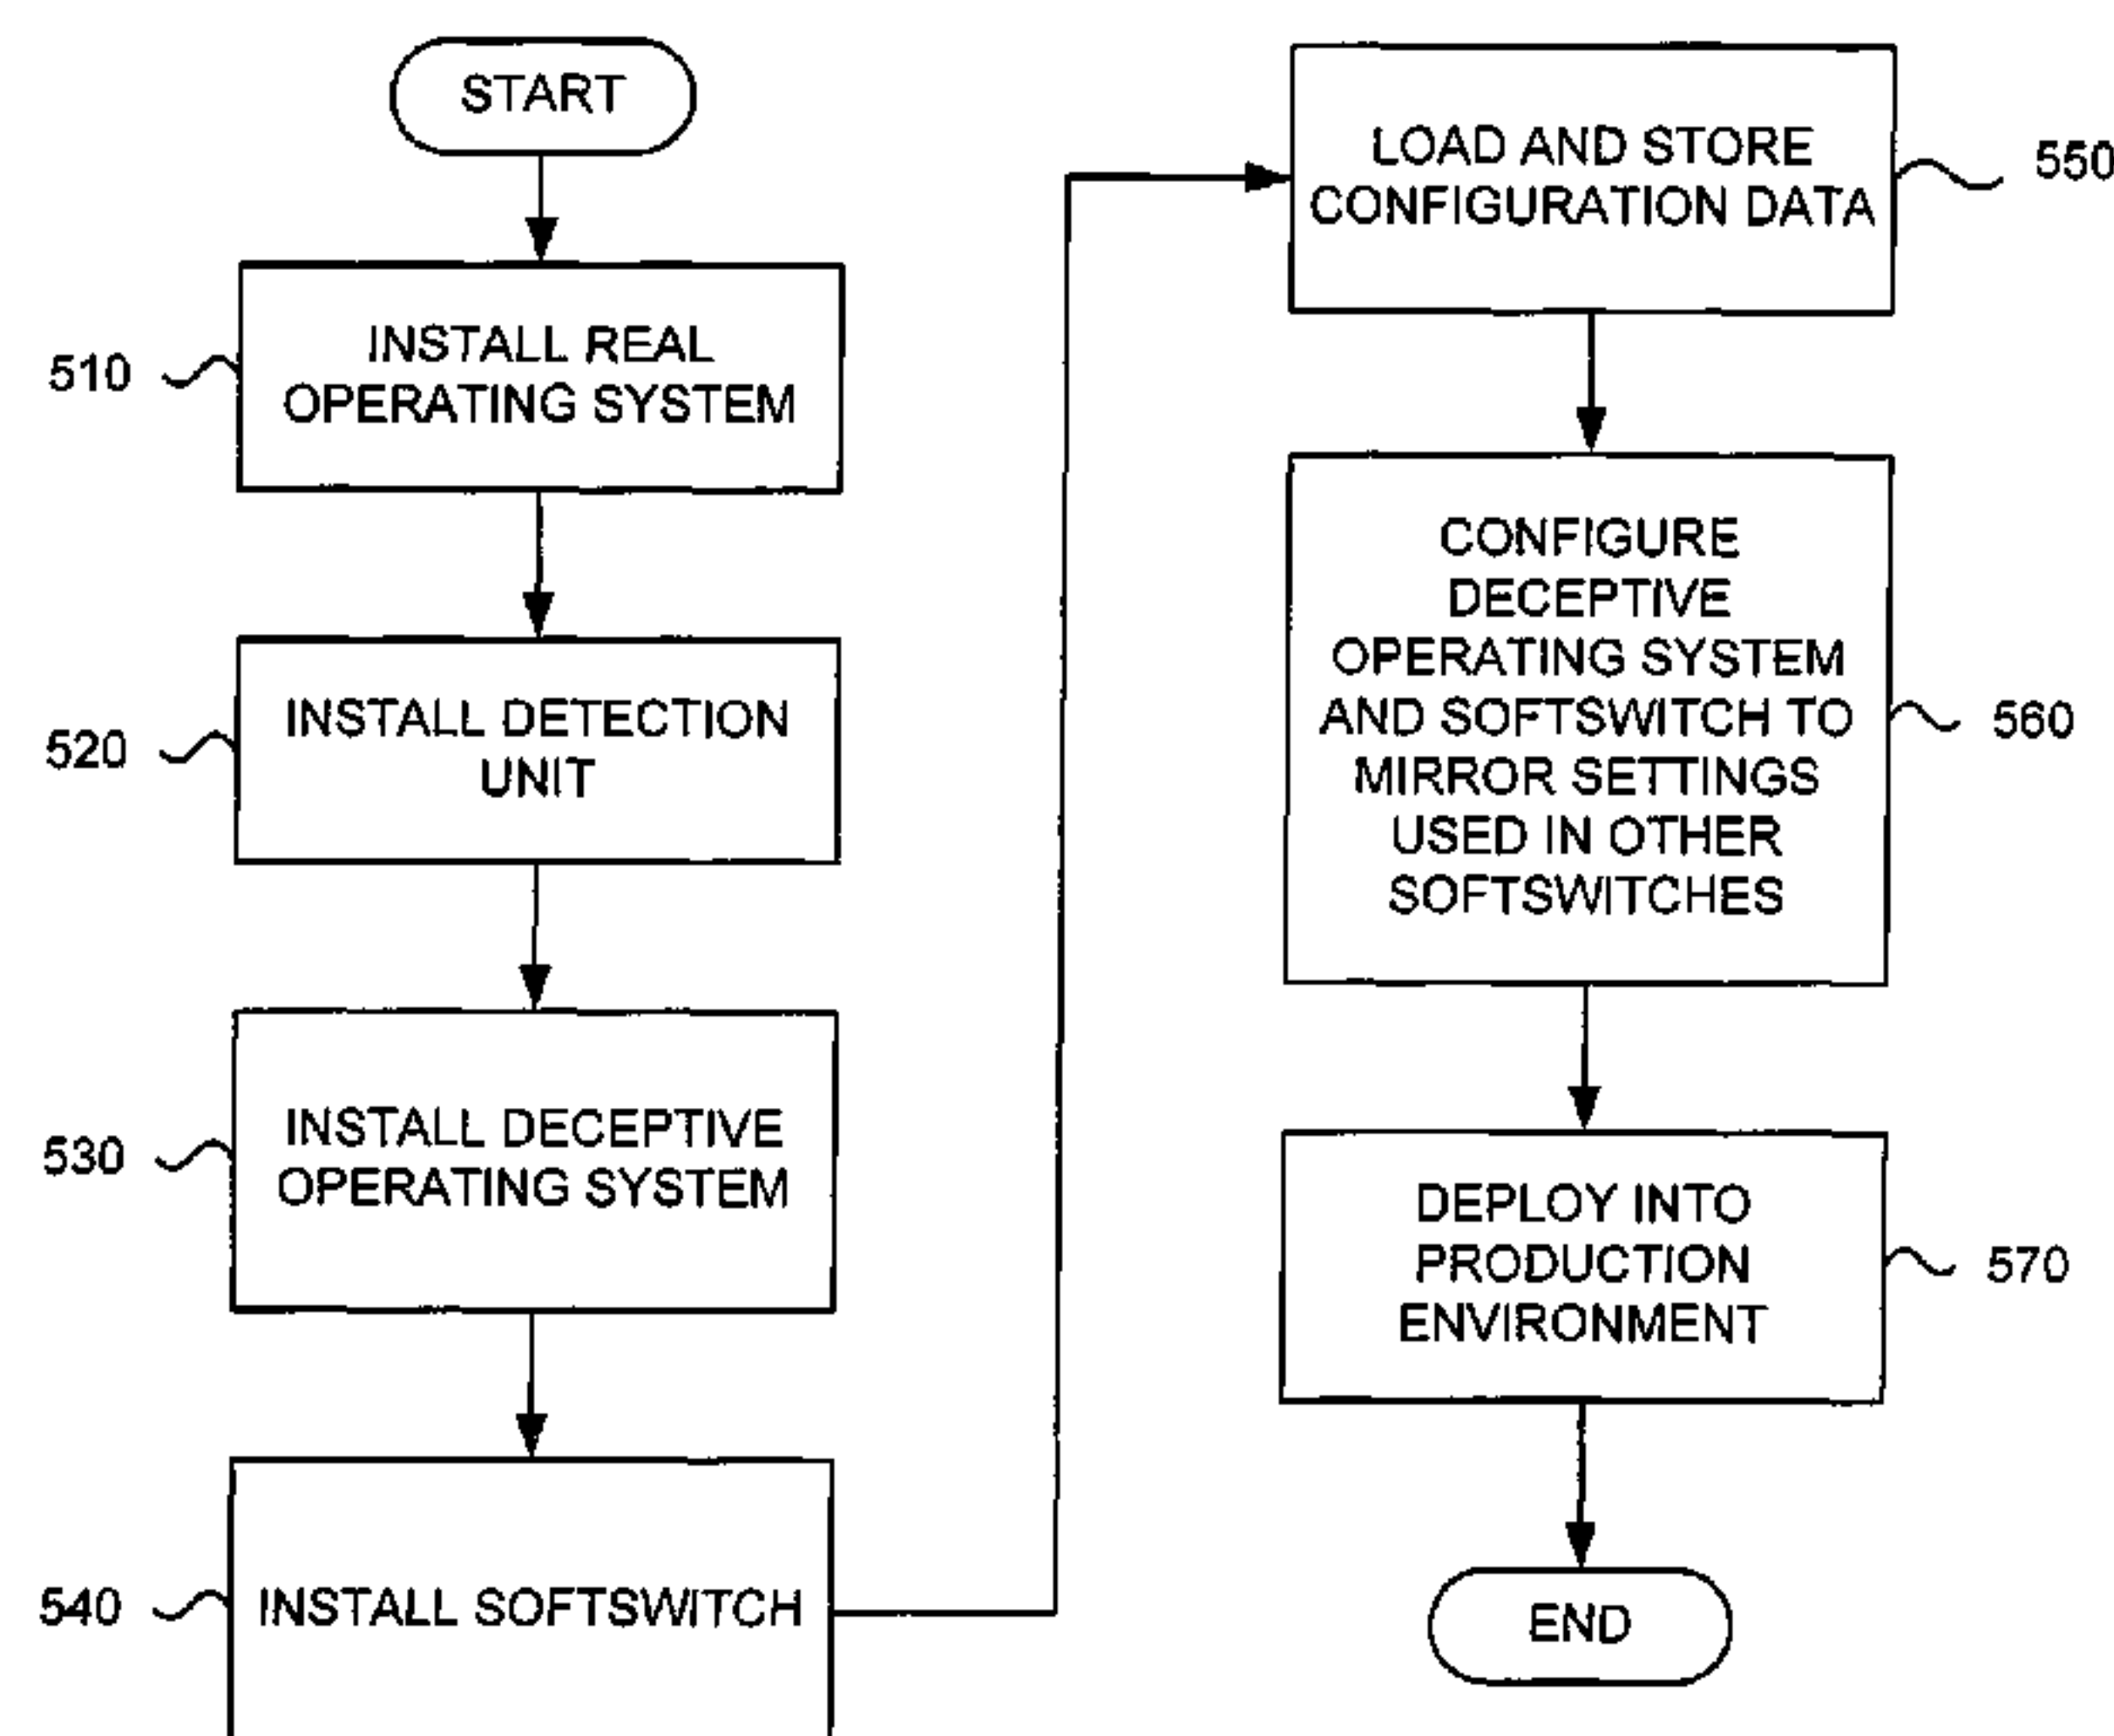 START
510
INSTALL REAL
OPERATING SYSTEM
520
INSTALL DETECTION
UNIT
530
INSTALL DECEPTIVE
OPERATING SYSTEM
540
INSTALL SOFTSWITCH
LOAD AND STORE
CONFIGURATION DATA
550
CONFIGURE
DECEPTIVE
OPERATING SYSTEM
AND SOFTSWITCH TO
MIRROR SETTINGS
USED IN OTHER
SOFTSWITCHES
560
DEPLOY INTO
PRODUCTION
ENVIRONMENT
570
END